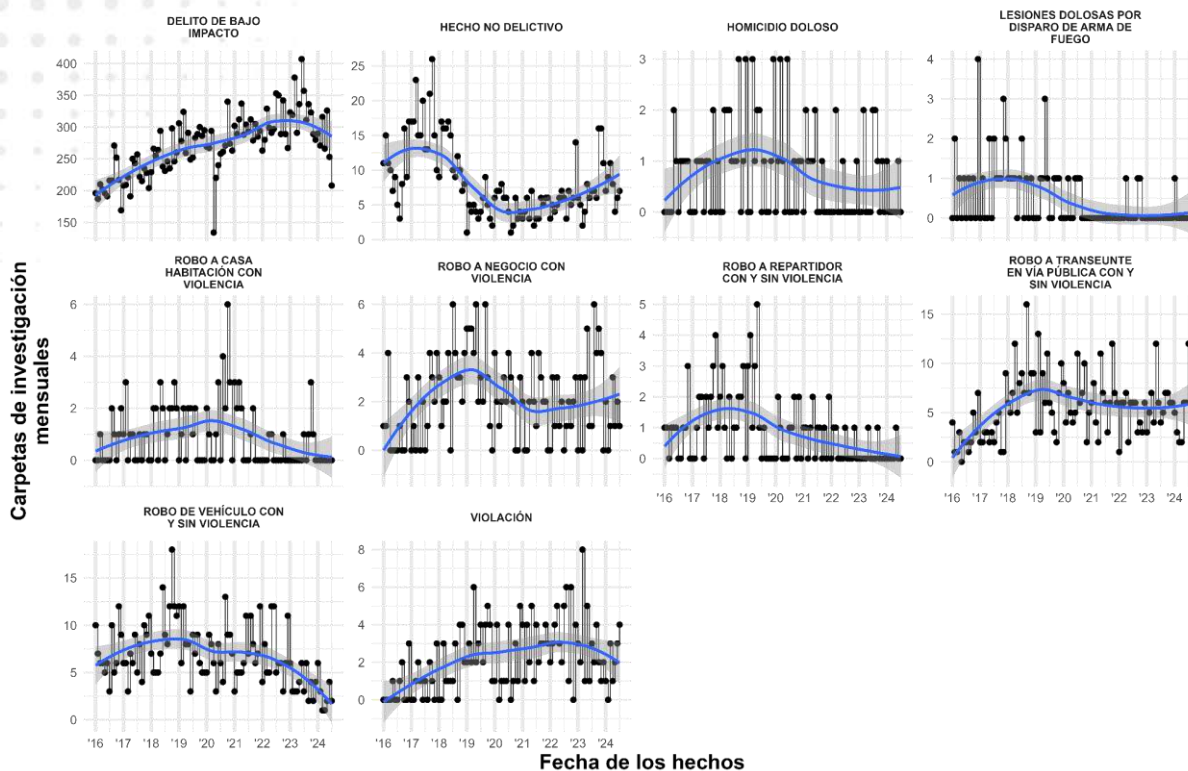 DELITO DE BAJO
IMPACTO
HECHO NO DELICTIVO
HOMICIDIO DOLOSO
LESIONES DOLOSAS POR
DISPARO DE ARMA DE
FUEGO
400
350
300
250
200
150
25
20
15
10
5
0
3
2
1
0
4
3
2
1
0
ROBO A CASA
HABITACIÓN CON
VIOLENCIA
ROBO A NEGOCIO CON
VIOLENCIA
ROBO A REPARTIDOR
CON Y SIN VIOLENCIA
ROBO A TRANSEUNTE
EN VÍA PÚBLICA CON Y
SIN VIOLENCIA
6
4
2
0
6
4
2
0
5
4
3
2
1
0
15
10
5
0
'16 '17 '18 '19 '20 '21 '22 '23 '24
'16 '17 '18 '19 '20 '21 '22 '23 '24
Carpetas de investigación
mensuales
ROBO DE VEHÍCULO CON
Y SIN VIOLENCIA
VIOLACIÓN
15
10
5
0
8
6
4
2
0
'16 '17 '18 '19 '20 '21 '22 '23 '24
'16 '17 '18 '19 '20 '21 '22 '23 '24
Fecha de los hechos